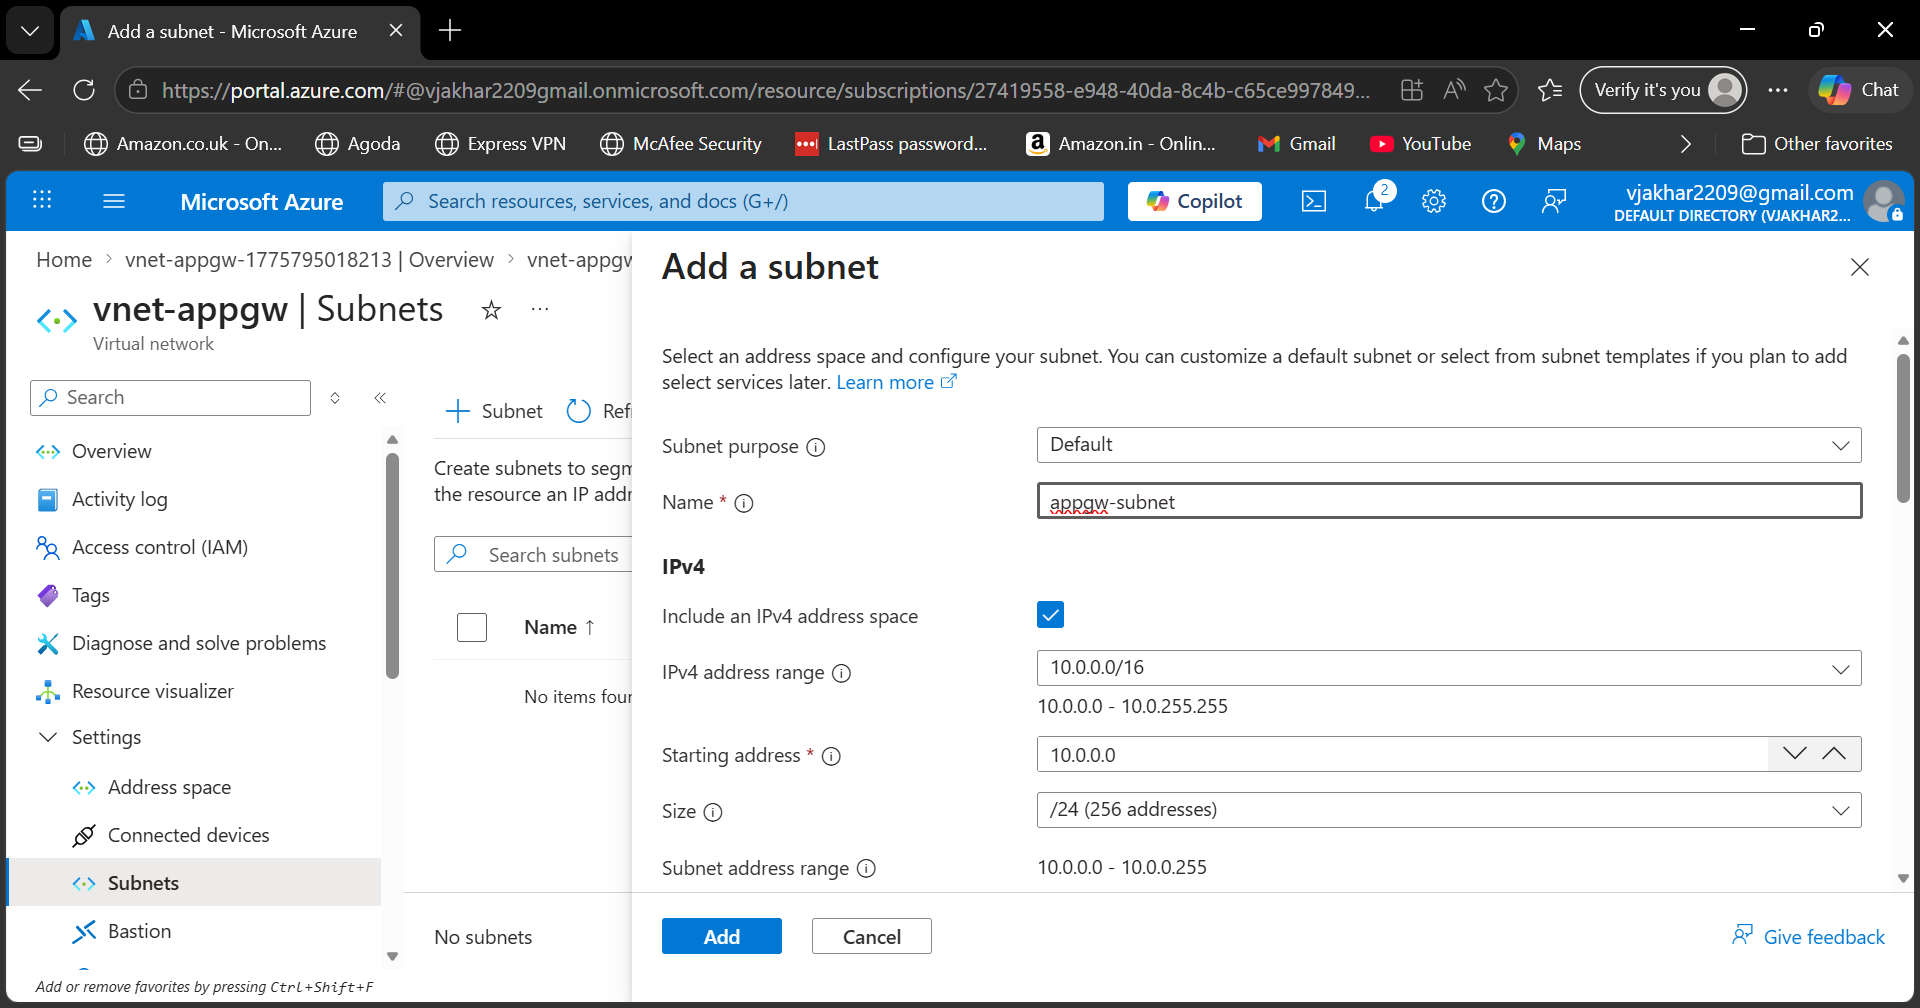 Add a subnet - Microsoft Azure
https://portal.azure.com/#@vjakhar2209gmail.onmicrosoft.com/resource/subscriptions/27419558-e948-40da-8c4b-c65ce997849...
Verify it's you
Chat
Amazon.co.uk - On...
Agoda
Express VPN
McAfee Security
LastPass password...
Amazon.in - Onlin...
Gmail
YouTube
Maps
Other favorites
Microsoft Azure
Search resources, services, and docs (G+/)
Copilot
2
vjakhar2209@gmail.com
DEFAULT DIRECTORY (VJAKHAR2...
Home > vnet-appgw-1775795018213 | Overview > vnet-appgw
vnet-appgw | Subnets
Virtual network
Search
Overview
Activity log
Access control (IAM)
Tags
Diagnose and solve problems
Resource visualizer
Settings
Address space
Connected devices
Subnets
Bastion
Add or remove favorites by pressing Ctrl+Shift+F
+ Subnet
Refr
Create subnets to segm
the resource an IP addr
Search subnets
Name ↑
No items foun
No subnets
Add a subnet
Select an address space and configure your subnet. You can customize a default subnet or select from subnet templates if you plan to add
select services later. Learn more
Subnet purpose
Default
Name *
appgw-subnet
IPv4
Include an IPv4 address space
IPv4 address range
10.0.0.0/16
10.0.0.0 - 10.0.255.255
Starting address *
10.0.0.0
Size
/24 (256 addresses)
Subnet address range
10.0.0.0 - 10.0.0.255
Add
Cancel
Give feedback